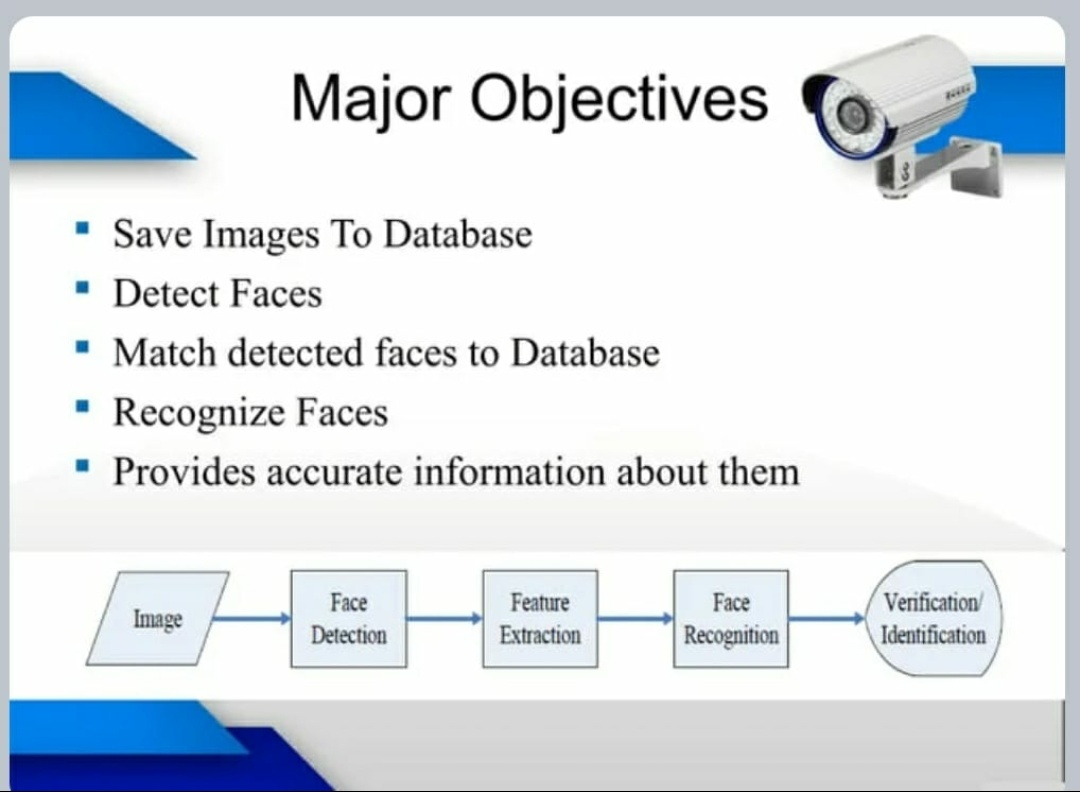 Major Objectives
Save Images To Database
Detect Faces
Match detected faces to Database
Recognize Faces
Provides accurate information about them
Image
Face
Detection
Feature
Extraction
Face
Recognition
Verification/
Identification